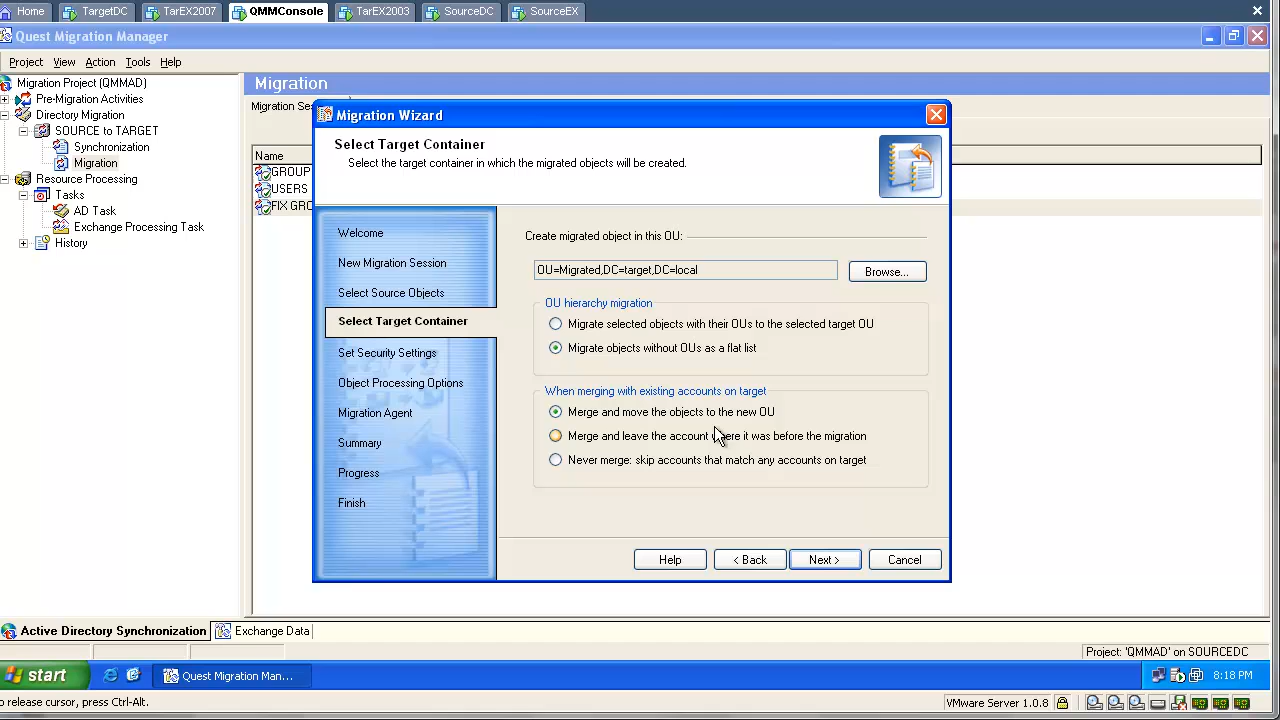 Home TargetDC TarEX2007 QMMConsole TarEX2003 SourceDC SourceEX
Quest Migration Manager
Project View Action Tools Help
Migration Project (QMMAD)
Pre-Migration Activities
Directory Migration
SOURCE to TARGET
Synchronization
Migration
Resource Processing
Tasks
AD Task
Exchange Processing Task
History
Migration
Migration Se
Name
GROUP
USERS
FIX GRO
Migration Wizard
Select Target Container
Select the target container in which the migrated objects will be created.
Welcome
New Migration Session
Select Source Objects
Select Target Container
Set Security Settings
Object Processing Options
Migration Agent
Summary
Progress
Finish
Create migrated object in this OU:
OU=Migrated,DC=target,DC=local
Browse...
OU hierarchy migration
Migrate selected objects with their OUs to the selected target OU
Migrate objects without OUs as a flat list
When merging with existing accounts on target
Merge and move the objects to the new OU
Merge and leave the account where it was before the migration
Never merge: skip accounts that match any accounts on target
Help < Back Next > Cancel
Active Directory Synchronization Exchange Data
Project: 'QMMAD' on SOURCEDC
start Quest Migration Man... 8:18 PM
o release cursor, press Ctrl-Alt. VMware Server 1.0.8